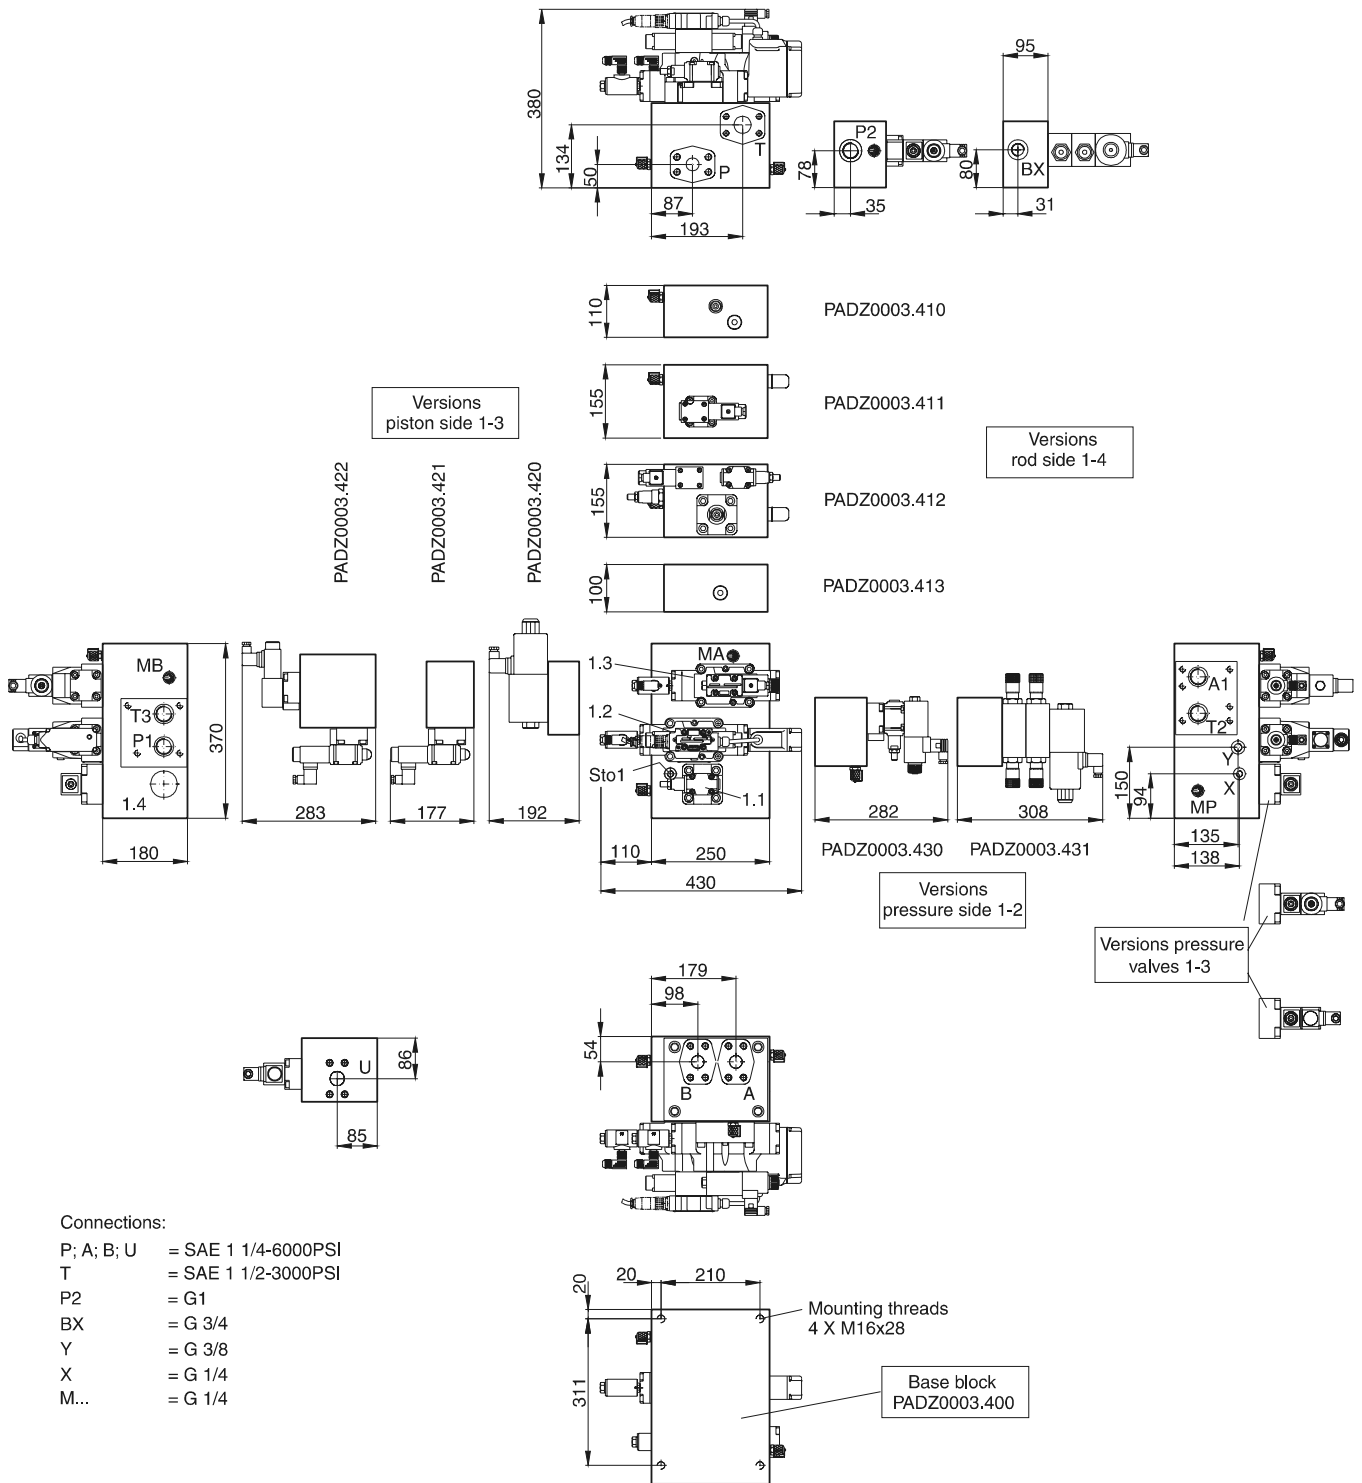 380
134
50
P
T
87
193
95
P2
78
35
BX
80
31
110
PADZ0003.410
155
PADZ0003.411
Versions
piston side 1-3
Versions
rod side 1-4
155
PADZ0003.412
100
PADZ0003.413
PADZ0003.422
PADZ0003.421
PADZ0003.420
MB
T3
P1
1.4
370
180
283
177
192
MA
1.3
1.2
Sto1
1.1
110
250
430
282
308
PADZ0003.430
PADZ0003.431
Versions
pressure side 1-2
A1
T2
Y
X
MP
150
94
135
138
Versions pressure
valves 1-3
179
98
54
B
A
U
86
85
Connections:
P; A; B; U = SAE 1 1/4-6000PSI
T = SAE 1 1/2-3000PSI
P2 = G1
BX = G 3/4
Y = G 3/8
X = G 1/4
M... = G 1/4
20
20
210
311
Mounting threads
4 X M16x28
Base block
PADZ0003.400